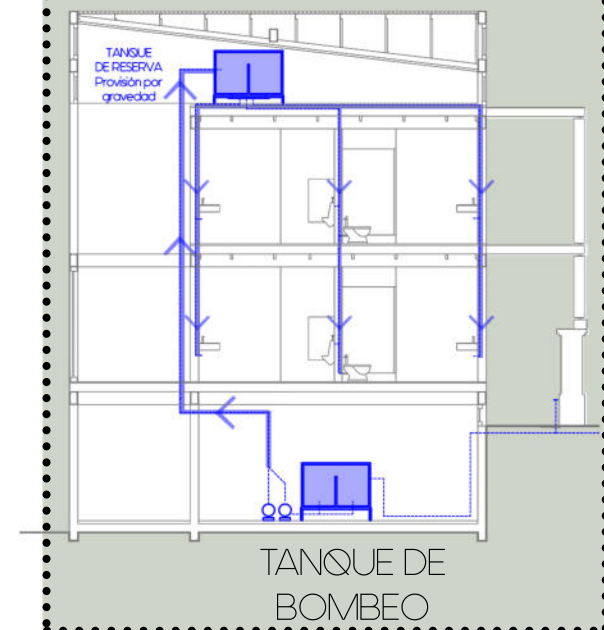 TANQUE
DE RESERVA
Provisión por
gravedad
TANQUE DE
BOMBEO